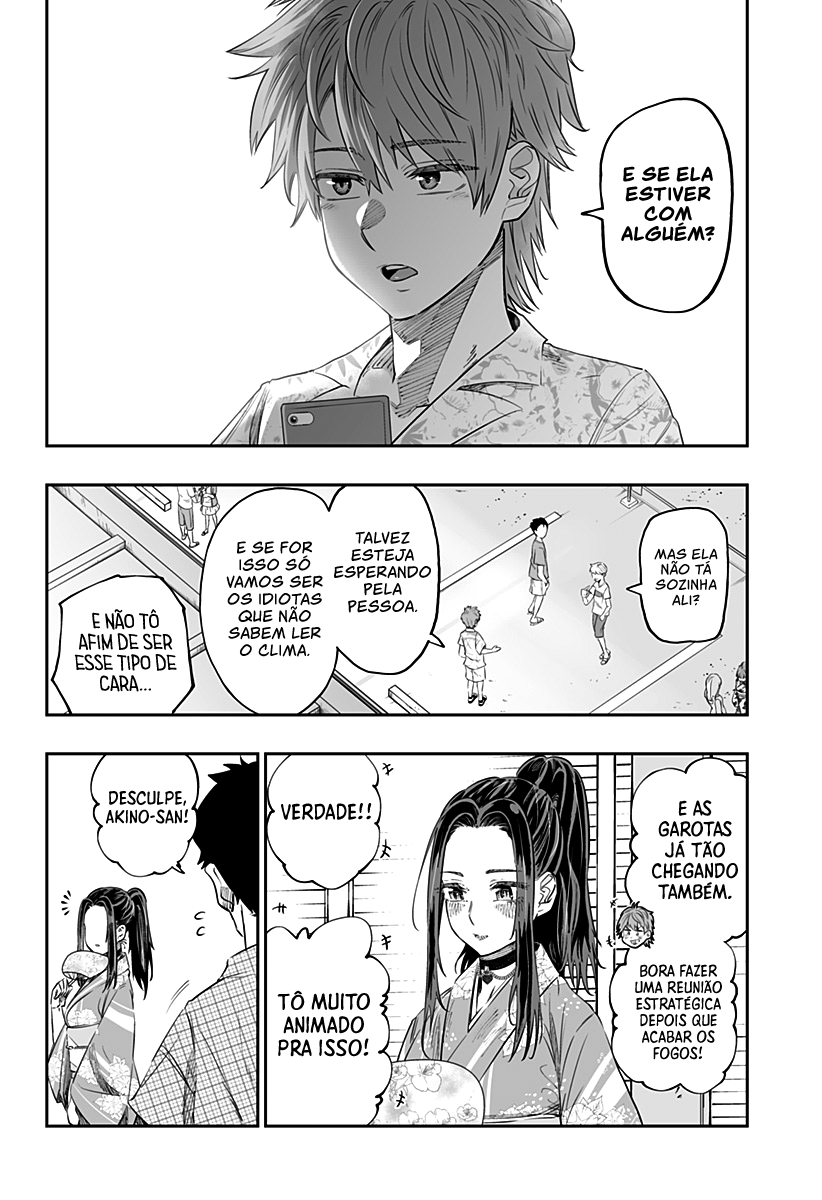 E SE ELA
ESTIVER
COM
ALGUÉM?
MAS ELA
NÃO TÁ
SOZINHA
ALI?
TALVEZ
ESTEJA
ESPERANDO
PELA
PESSOA.
E SE FOR
ISSO SÓ
VAMOS SER
OS IDIOTAS
QUE NÃO
SABEM LER
O CLIMA.
E NÃO TÔ
AFIM DE SER
ESSE TIPO DE
CARA...
E AS
GAROTAS
JÁ TÃO
CHEGANDO
TAMBÉM.
BORA FAZER
UMA REUNIÃO
ESTRATÉGICA
DEPOIS QUE
ACABAR OS
FOGOS!
VERDADE!!
TÔ MUITO
ANIMADO
PRA ISSO!
DESCULPE,
AKINO-SAN!